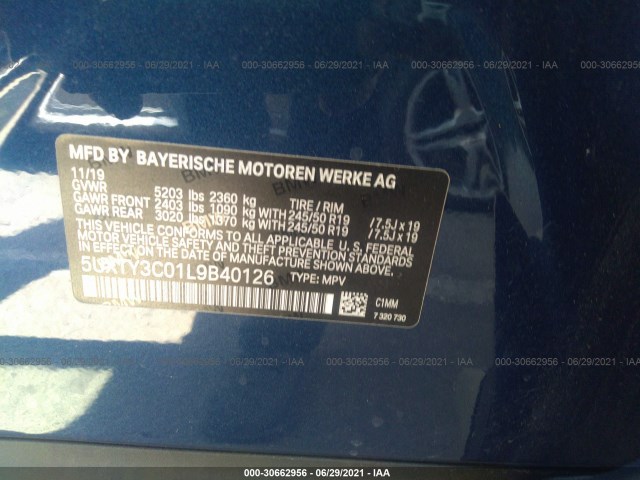 000-30662956 - 06/29/2021 - IAA
MFD BY BAYERISCHE MOTOREN WERKE AG
11/19
GVWR 5203 lbs 2360 kg TIRE / RIM
GAWR FRONT 2403 lbs 1090 kg WITH 245/50 R19 /7.5J x 19
GAWR REAR 3020 lbs 1370 kg WITH 245/50 R19 /7.5J x 19
THIS VEHICLE CONFORMS TO ALL APPLICABLE U.S. FEDERAL
MOTOR VEHICLE SAFETY, BUMPER, AND THEFT PREVENTION
STANDARDS IN EFFECT ON THE DATE OF MANUFACTURE SHOWN ABOVE.
5UXTY3C01L9B40126 TYPE: MPV
C1MM
7 320 730
000-30662956 - 06/29/2021 - IAA
000-30662956 - 06/29/2021 - IAA